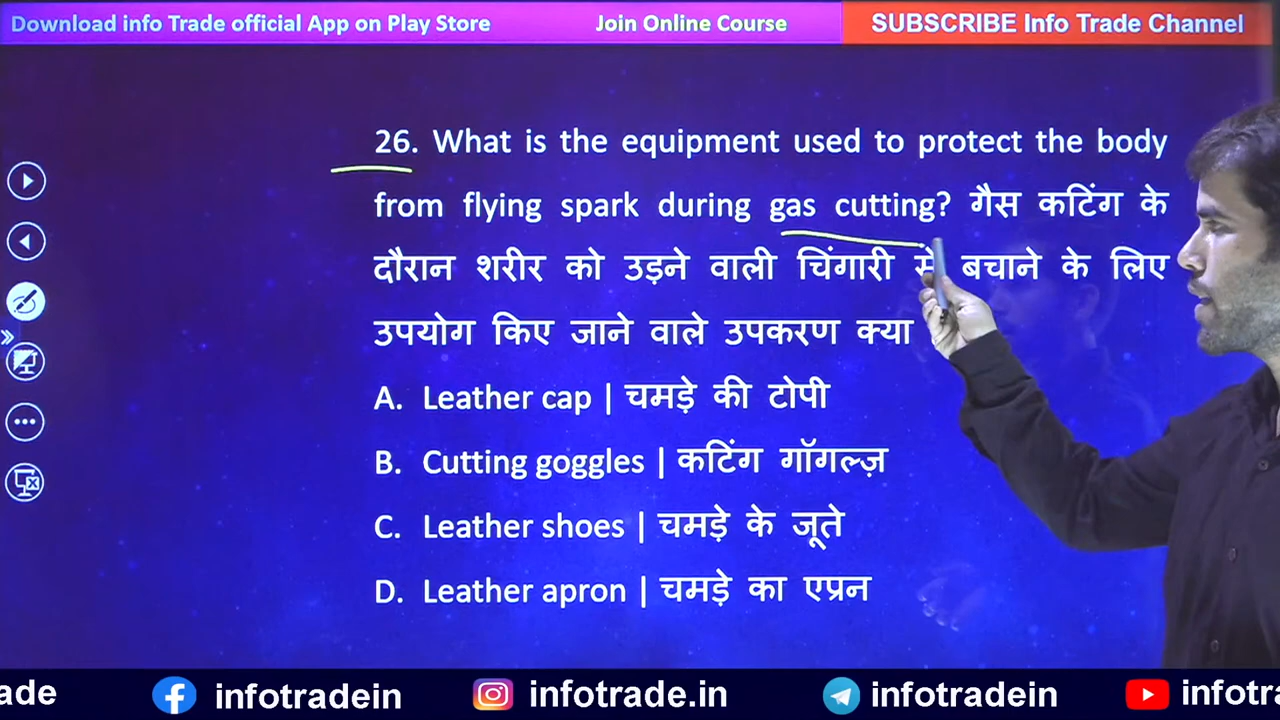 Download info Trade official App on Play Store
Join Online Course
SUBSCRIBE Info Trade Channel
26. What is the equipment used to protect the body
from flying spark during gas cutting? गैस कटिंग के
दौरान शरीर को उड़ने वाली चिंगारी से बचाने के लिए
उपयोग किए जाने वाले उपकरण क्या
A. Leather cap | चमड़े की टोपी
B. Cutting goggles | कटिंग गॉगल्ज़
C. Leather shoes | चमड़े के जूते
D. Leather apron | चमड़े का एप्रन
ade
infotradein
infotrade.in
infotradein
infotr